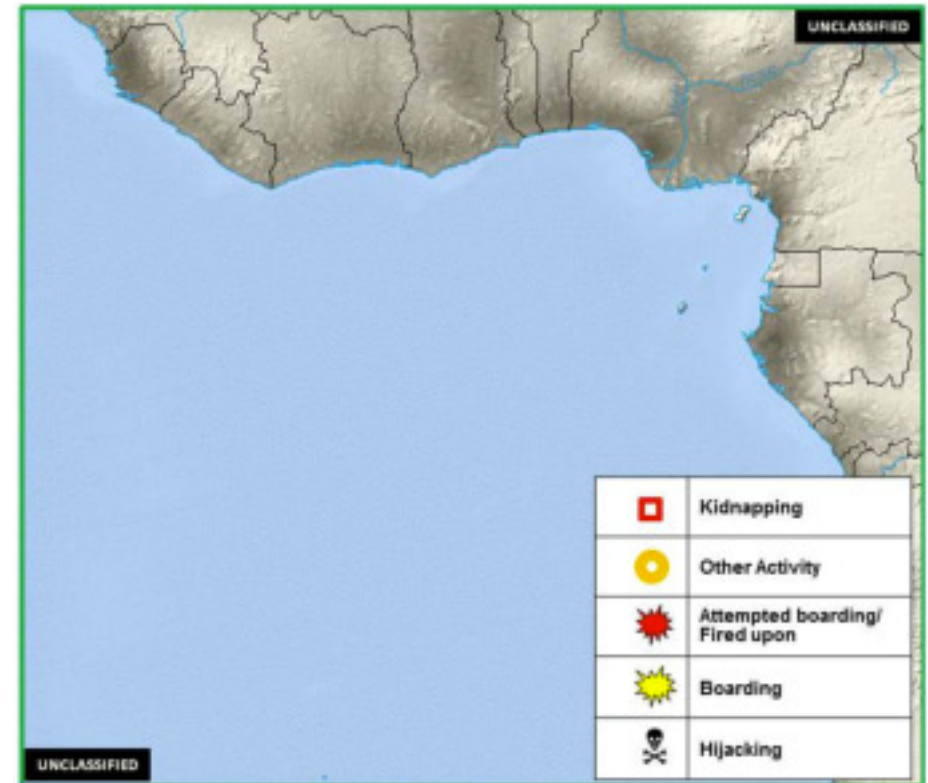 UNCLASSIFIED
Kidnapping
Other Activity
Attempted boarding/
Fired upon
Boarding
Hijacking
UNCLASSIFIED